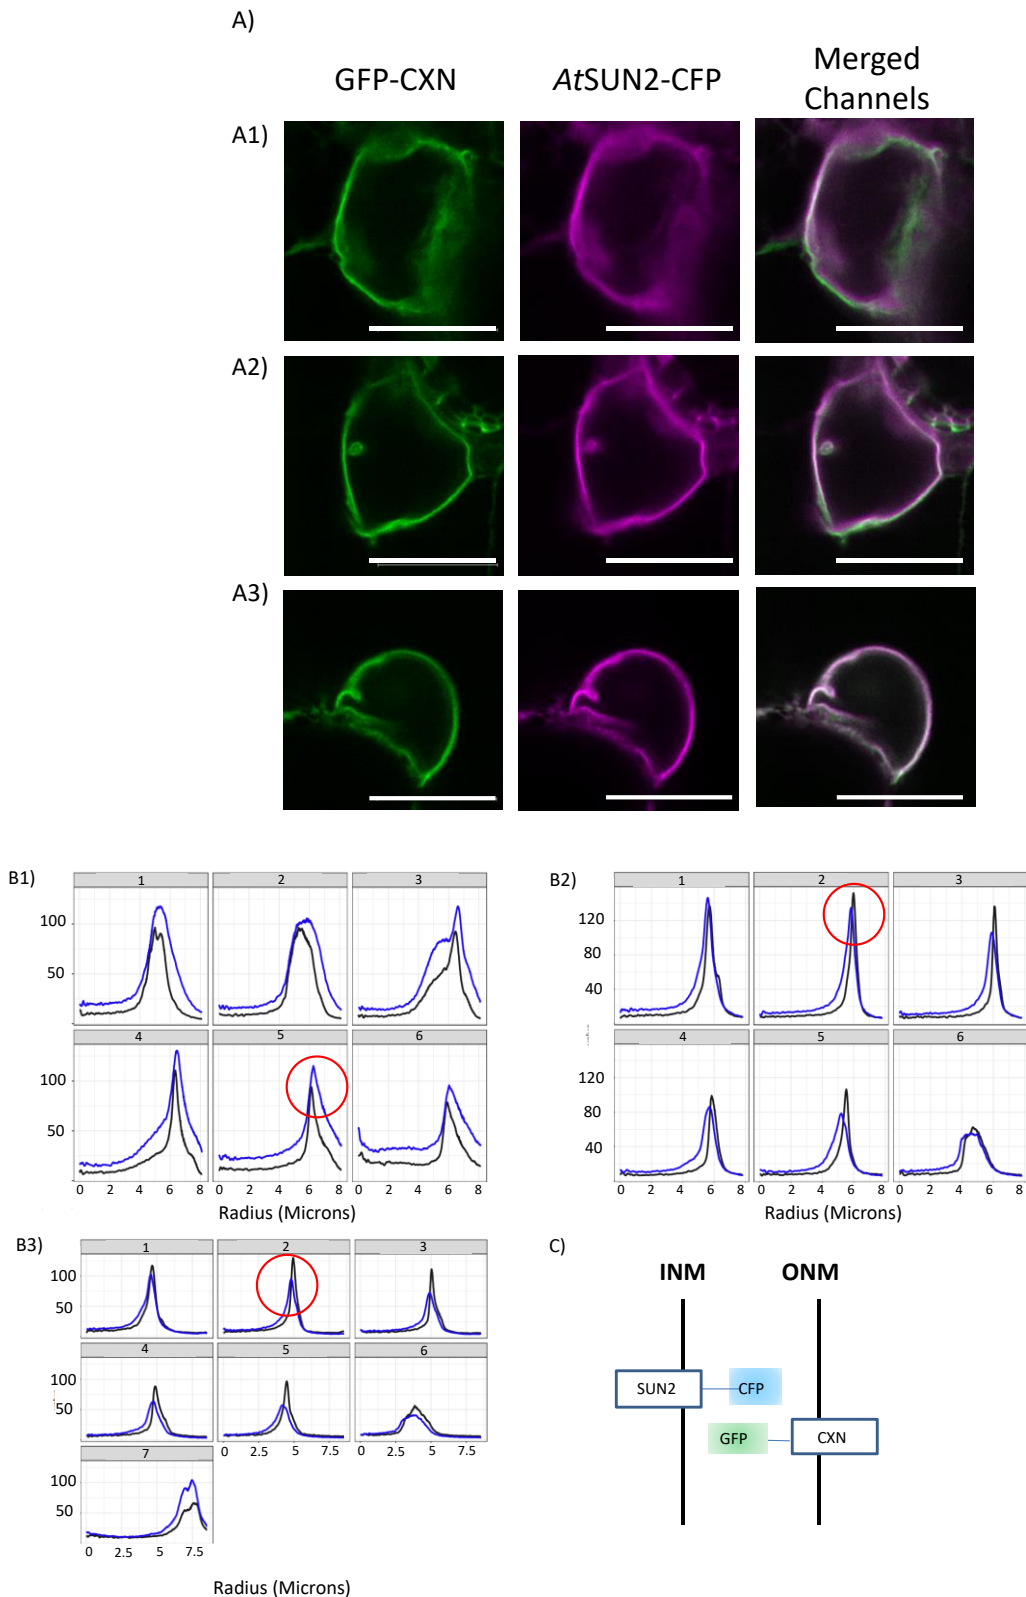 A)
GFP-CXN
AtSUN2-CFP
Merged
Channels
A1)
A2)
A3)
B1)
1 2 3
100
50
4 5 6
100
50
0 2 4 6 8 0 2 4 6 8 0 2 4 6 8
Radius (Microns)
B2)
1 2 3
120
80
40
4 5 6
120
80
40
0 2 4 6 8 0 2 4 6 8 0 2 4 6 8
Radius (Microns)
B3)
1 2 3
100
50
4 5 6
100
50
0 2.5 5 7.5 0 2.5 5 7.5
7
100
50
0 2.5 5 7.5
Radius (Microns)
C)
INM ONM
SUN2 CFP
GFP CXN